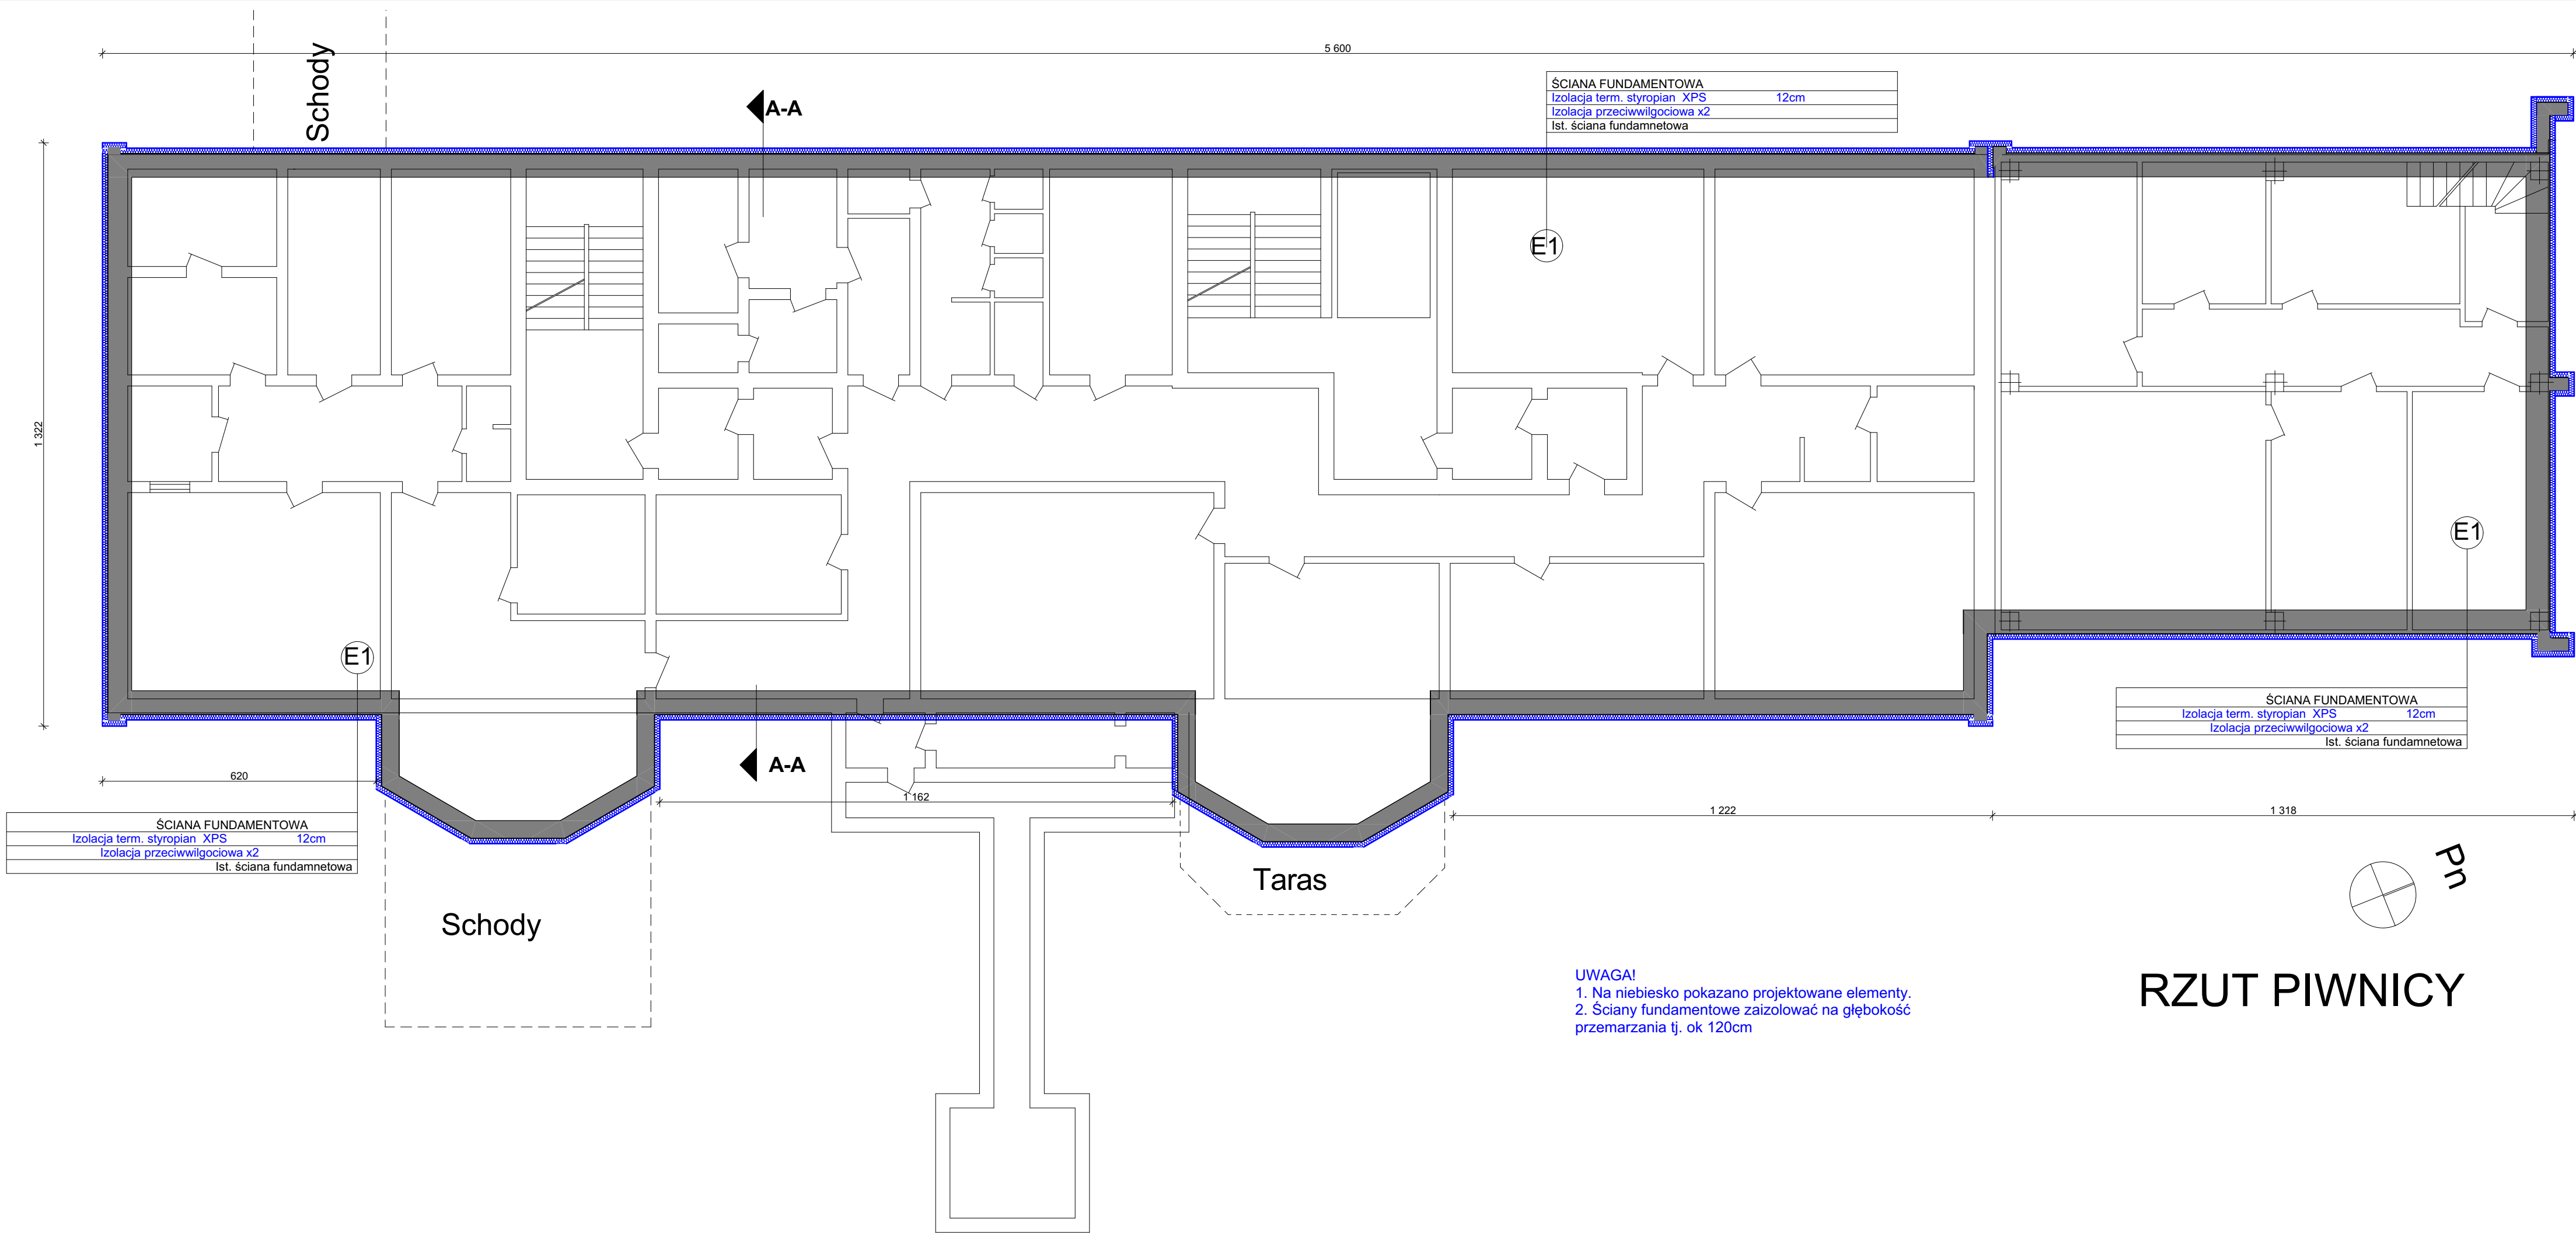 5 600
Schody
A-A
ŚCIANA FUNDAMENTOWA
Izolacja term. styropian XPS 12cm
Izolacja przeciwwilgociowa x2
Ist. ściana fundamnetowa
E1
1 322
E1
E1
ŚCIANA FUNDAMENTOWA
Izolacja term. styropian XPS 12cm
Izolacja przeciwwilgociowa x2
Ist. ściana fundamnetowa
A-A
620
1 162
1 222
1 318
ŚCIANA FUNDAMENTOWA
Izolacja term. styropian XPS 12cm
Izolacja przeciwwilgociowa x2
Ist. ściana fundamnetowa
Taras
Pn
Schody
UWAGA!
1. Na niebiesko pokazano projektowane elementy.
2. Ściany fundamentowe zaizolować na głębokość
przemarzania tj. ok 120cm
RZUT PIWNICY